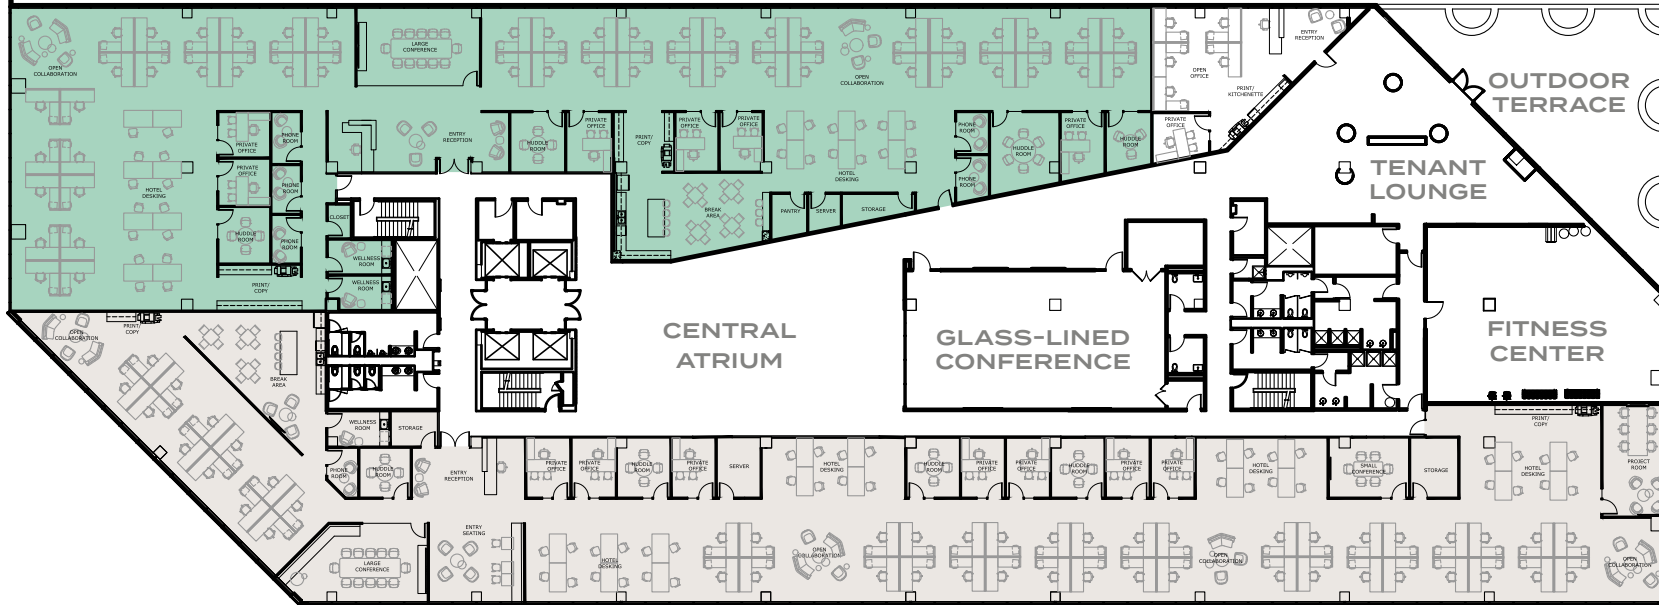 OPEN
COLLABORATION
LARGE
CONFERENCE
OPEN
COLLABORATION
ENTRY
RECEPTION
OPEN
OFFICE
PRINT/
KITCHENETTE
PRIVATE
OFFICE
OUTDOOR
TERRACE
TENANT
LOUNGE
HOTEL
DESKING
PRIVATE
OFFICE
PHONE
ROOM
PRIVATE
OFFICE
PHONE
ROOM
HUDDLE
ROOM
PHONE
ROOM
PRINT/
COPY
ENTRY
RECEPTION
HUDDLE
ROOM
PRIVATE
OFFICE
PRINT/
COPY
PRIVATE
OFFICE
PRIVATE
OFFICE
HOTEL
DESKING
PHONE
ROOM
PHONE
ROOM
HUDDLE
ROOM
PRIVATE
OFFICE
HUDDLE
ROOM
BREAK
AREA
PANTRY
SERVER
STORAGE
CLOSET
WELLNESS
ROOM
WELLNESS
ROOM
CENTRAL
ATRIUM
GLASS-LINED
CONFERENCE
FITNESS
CENTER
OPEN
COLLABORATION
PRINT/
COPY
BREAK
AREA
WELLNESS
ROOM
STORAGE
PHONE
ROOM
HUDDLE
ROOM
ENTRY
RECEPTION
PRIVATE
OFFICE
PRIVATE
OFFICE
HUDDLE
ROOM
PRIVATE
OFFICE
SERVER
HOTEL
DESKING
HUDDLE
ROOM
PRIVATE
OFFICE
PRIVATE
OFFICE
HUDDLE
ROOM
PRIVATE
OFFICE
PRIVATE
OFFICE
HOTEL
DESKING
SMALL
CONFERENCE
STORAGE
PRINT/
COPY
HOTEL
DESKING
PROJECT
ROOM
LARGE
CONFERENCE
ENTRY
SEATING
HOTEL
DESKING
OPEN
COLLABORATION
OPEN
COLLABORATION
OPEN
COLLABORATION